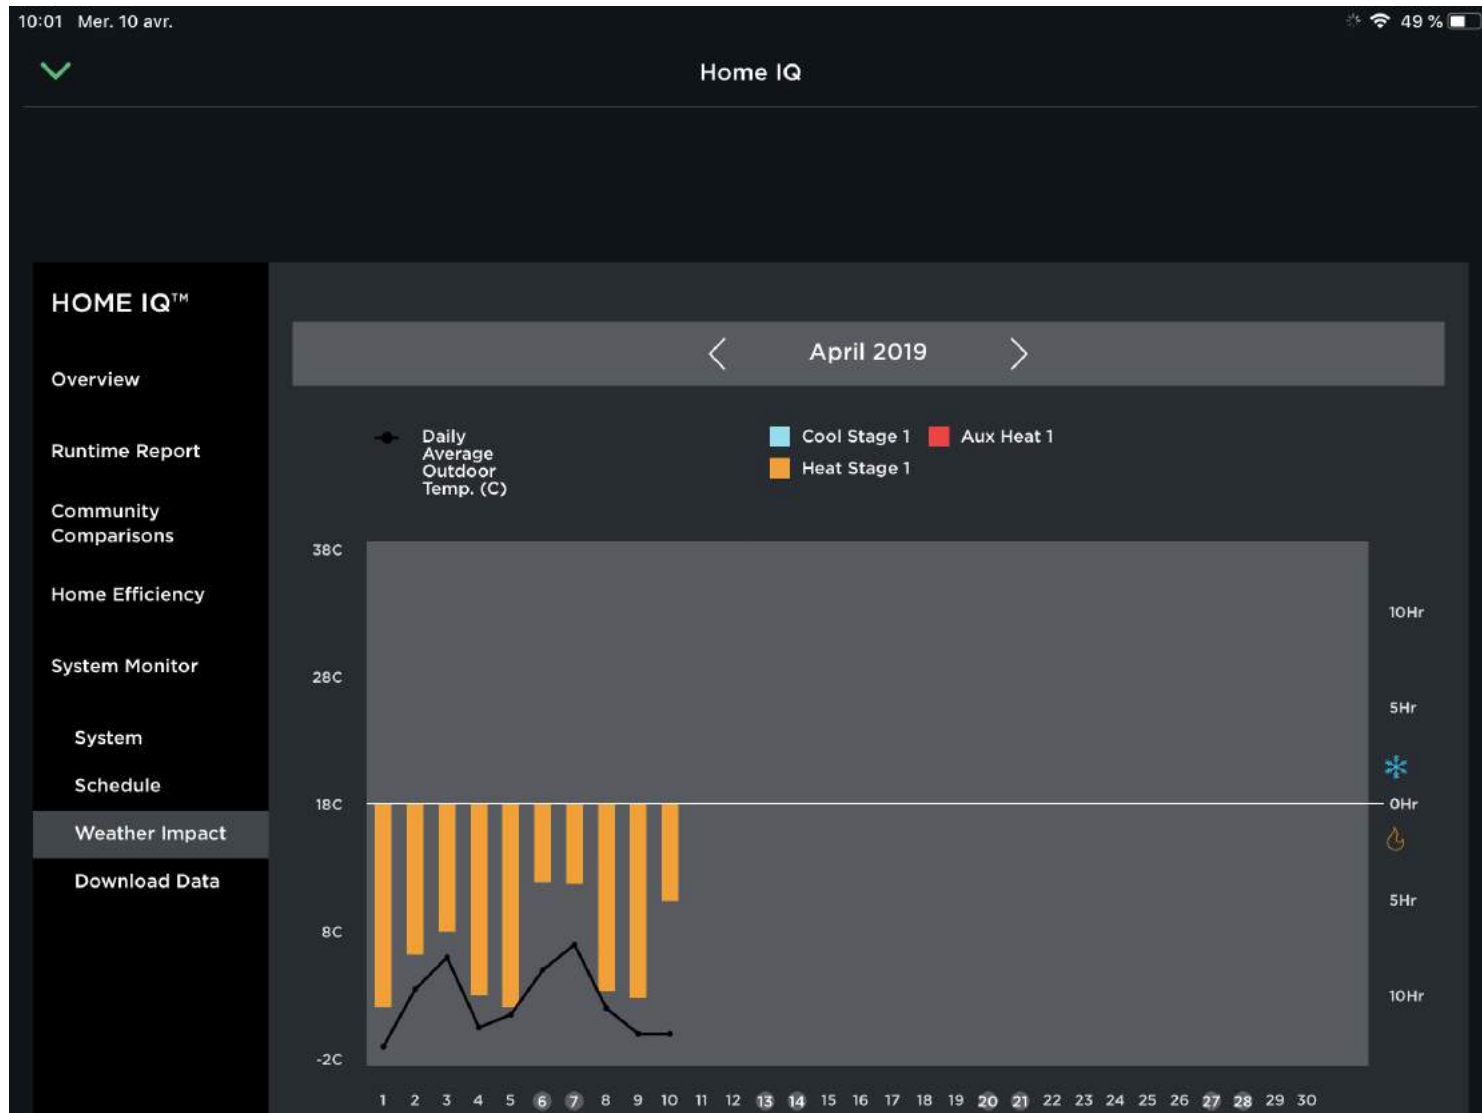 10:01 Mer. 10 avr.
49 %
Home IQ
HOME IQ™
Overview
Runtime Report
Community
Comparisons
Home Efficiency
System Monitor
System
Schedule
Weather Impact
Download Data
April 2019
Daily
Average
Outdoor
Temp. (C)
Cool Stage 1
Aux Heat 1
Heat Stage 1
38C
28C
18C
8C
-2C
10Hr
5Hr
0Hr
5Hr
10Hr
1 2 3 4 5 6 7 8 9 10 11 12 13 14 15 16 17 18 19 20 21 22 23 24 25 26 27 28 29 30